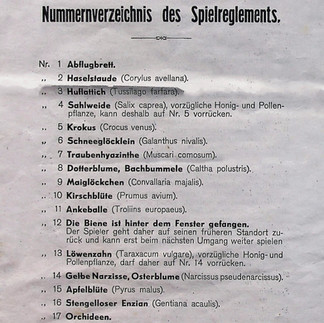 Nummernverzeichnis des Spielreglements.
Nr. 1 Abflugbrett.
„ 2 Haselstaude (Corylus avellana).
„ 3 Huflattich (Tussilago farfara).
„ 4 Sahlweide (Salix caprea), vorzügliche Honig- und Pollen-
pflanze, kann deshalb auf Nr. 5 vorrücken.
„ 5 Krokus (Crocus venus).
„ 6 Schneeglöcklein (Galanthus nivalis).
„ 7 Traubenhyazinthe (Muscari comosum).
„ 8 Dotterblume, Bachbummele (Caltha polustris).
„ 9 Maiglöckchen (Convallaria majalis).
„ 10 Kirschblüte (Prumus avium).
„ 11 Ankeballe (Troliins europaeus).
„ 12 Die Biene ist hinter dem Fenster gefangen.
Der Spieler geht daher auf seinen früheren Standort zu-
rück und kann erst beim nächsten Umgang weiter spielen
„ 13 Löwenzahn (Taraxacum vulgare), vorzügliche Honig- und
Pollenpflanze, darf daher auf Nr. 14 vorrücken.
„ 14 Gelbe Narzisse, Osterblume (Narcissus pseudenarcissus).
„ 15 Apfelblüte (Pyrus malus).
„ 16 Stengelloser Enzian (Gentiana acaulis).
„ 17 Orchideen.